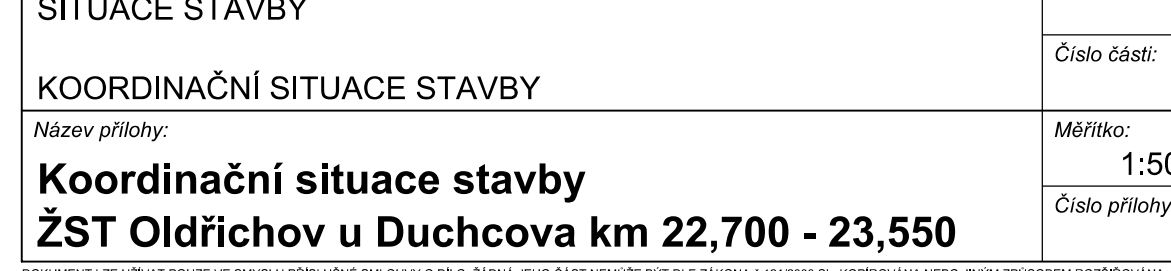 SITUACE STAVBY
Číslo části:
KOORDINAČNÍ SITUACE STAVBY
Název přílohy:
Měřítko:
Koordinační situace stavby
ŽST Oldřichov u Duchcova km 22,700 - 23,550
Číslo přílohy